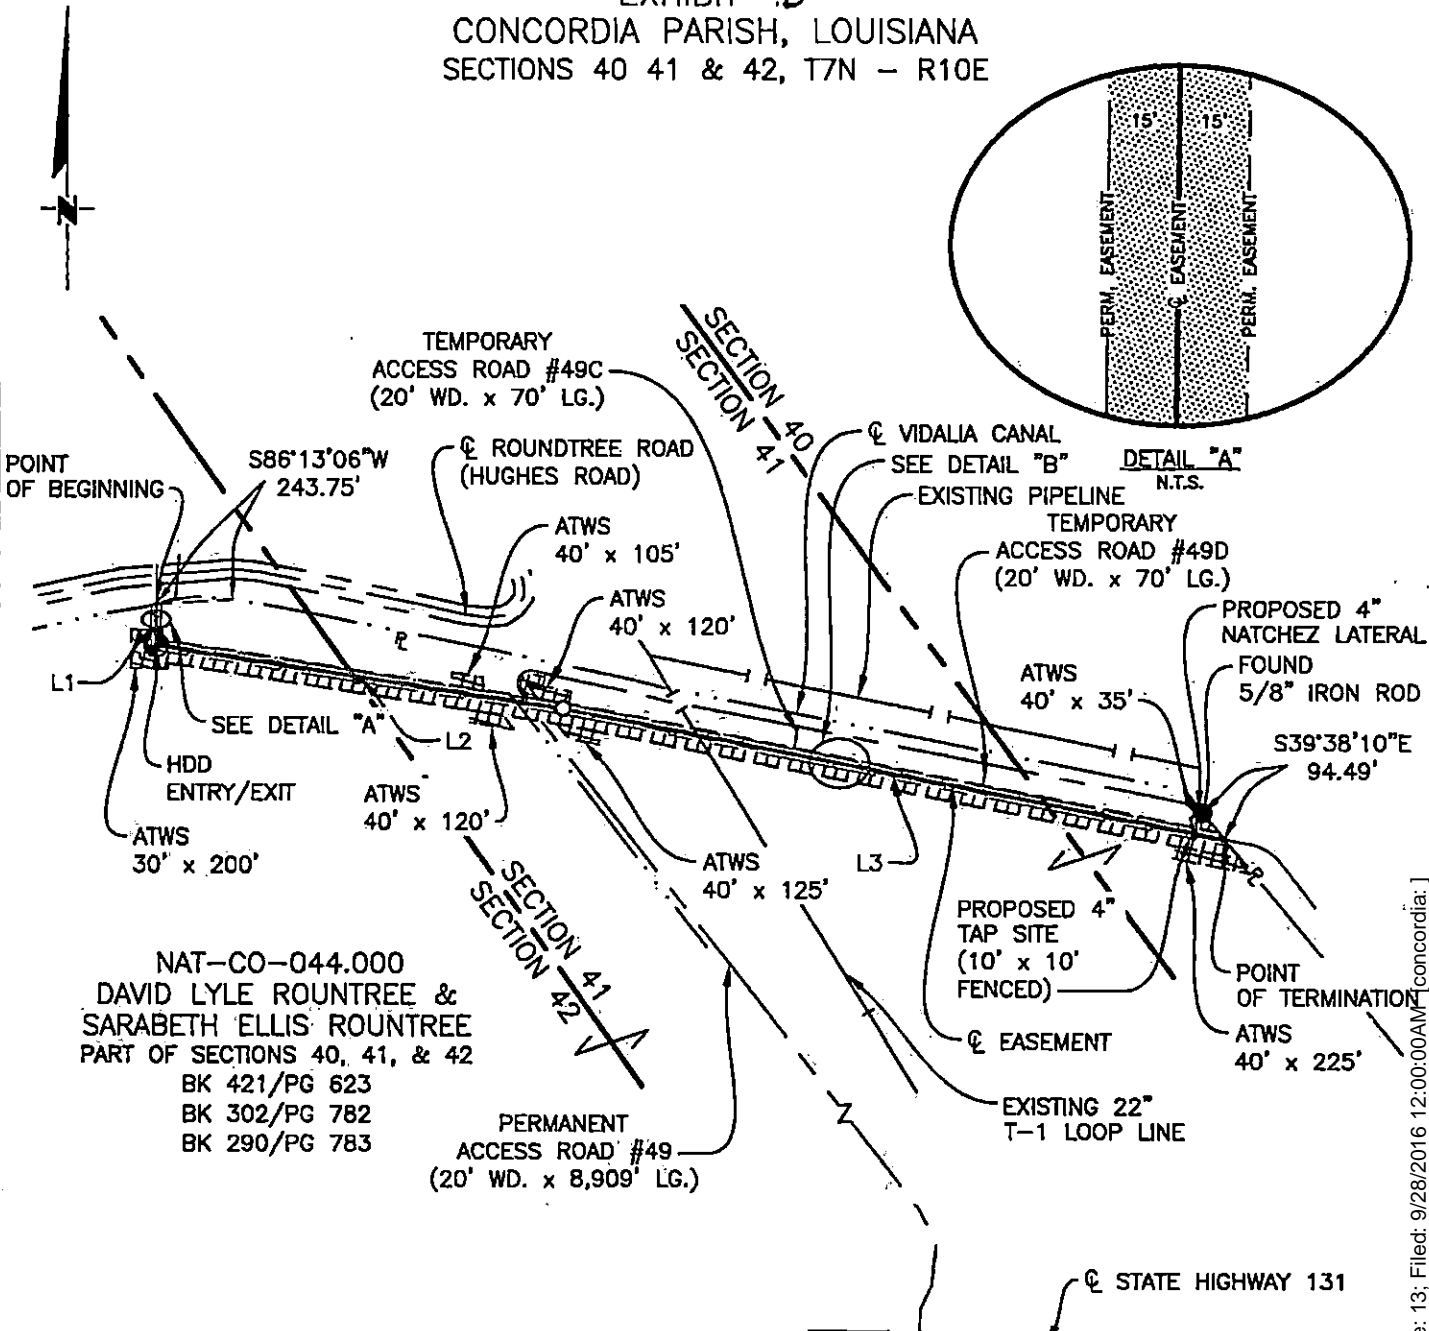 CONCORDIA PARISH, LOUISIANA
SECTIONS 40 41 & 42, T7N - R10E
N
15' 15'
PERM. EASEMENT
℄ EASEMENT
PERM. EASEMENT
DETAIL "A"
N.T.S.
TEMPORARY
ACCESS ROAD #49C
(20' WD. x 70' LG.)
SECTION 40
SECTION 41
℄ VIDALIA CANAL
SEE DETAIL "B"
EXISTING PIPELINE
POINT
OF BEGINNING
S86°13'06"W
243.75'
℄ ROUNDTREE ROAD
(HUGHES ROAD)
ATWS
40' x 105'
ATWS
40' x 120'
TEMPORARY
ACCESS ROAD #49D
(20' WD. x 70' LG.)
PROPOSED 4"
NATCHEZ LATERAL
FOUND
5/8" IRON ROD
ATWS
40' x 35'
S39°38'10"E
94.49'
L1
SEE DETAIL "A"
L2
HDD
ENTRY/EXIT
ATWS
30' x 200'
ATWS
40' x 120'
ATWS
40' x 125'
L3
PROPOSED 4"
TAP SITE
(10' x 10'
FENCED)
POINT
OF TERMINATION
ATWS
40' x 225'
℄ EASEMENT
SECTION 41
SECTION 42
NAT-CO-044.000
DAVID LYLE ROUNTREE &
SARABETH ELLIS ROUNTREE
PART OF SECTIONS 40, 41, & 42
BK 421/PG 623
BK 302/PG 782
BK 290/PG 783
PERMANENT
ACCESS ROAD #49
(20' WD. x 8,909' LG.)
EXISTING 22"
T-1 LOOP LINE
℄ STATE HIGHWAY 131
13; Filed: 9/28/2016 12:00:00AM [concordia: ]